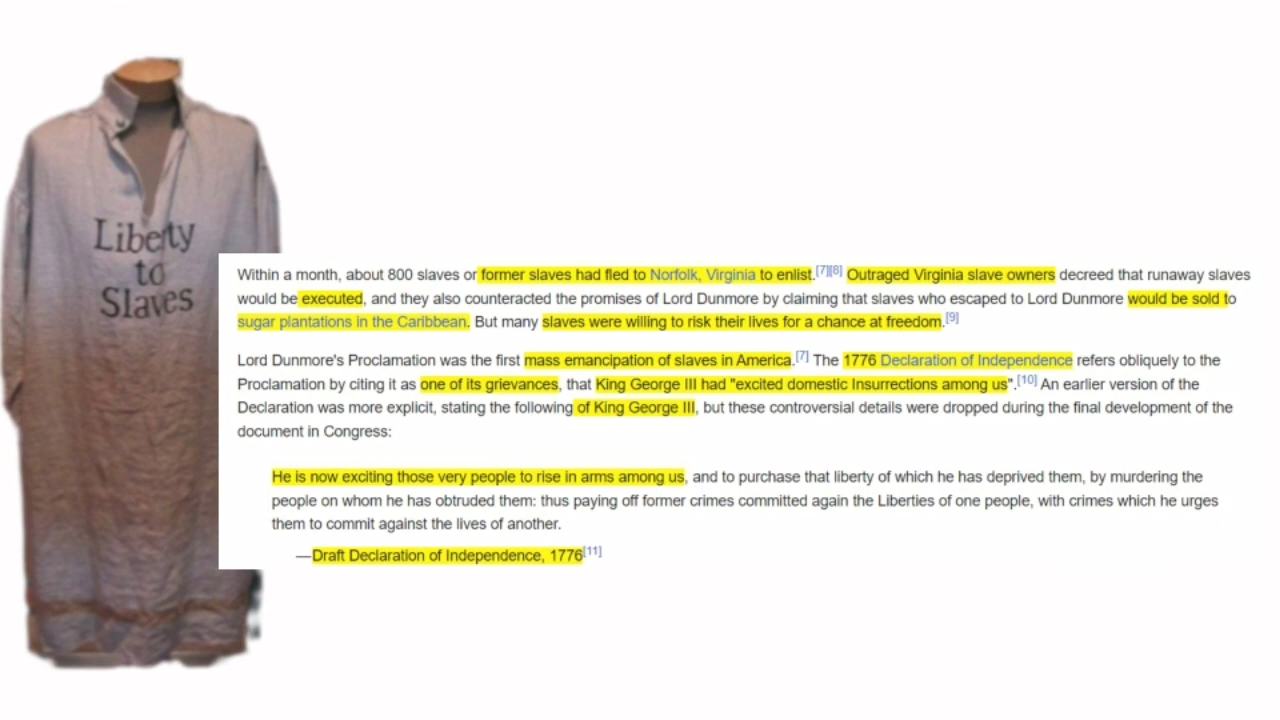 Liberty
to
Slaves
Within a month, about 800 slaves or former slaves had fled to Norfolk, Virginia to enlist.[7][8] Outraged Virginia slave owners decreed that runaway slaves
would be executed, and they also counteracted the promises of Lord Dunmore by claiming that slaves who escaped to Lord Dunmore would be sold to
sugar plantations in the Caribbean. But many slaves were willing to risk their lives for a chance at freedom.[9]
Lord Dunmore's Proclamation was the first mass emancipation of slaves in America.[7] The 1776 Declaration of Independence refers obliquely to the
Proclamation by citing it as one of its grievances, that King George III had "excited domestic Insurrections among us".[10] An earlier version of the
Declaration was more explicit, stating the following of King George III, but these controversial details were dropped during the final development of the
document in Congress:
He is now exciting those very people to rise in arms among us, and to purchase that liberty of which he has deprived them, by murdering the
people on whom he has obtruded them: thus paying off former crimes committed again the Liberties of one people, with crimes which he urges
them to commit against the lives of another.
—Draft Declaration of Independence, 1776[11]